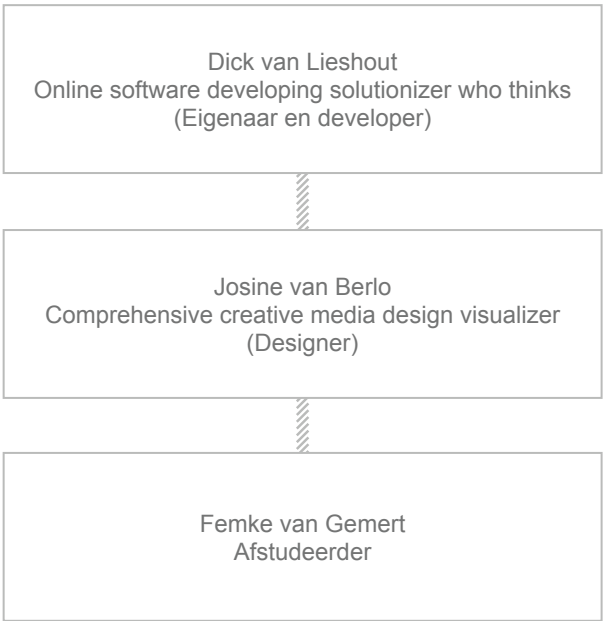 Dick van Lieshout
Online software developing solutionizer who thinks
(Eigenaar en developer)
Josine van Berlo
Comprehensive creative media design visualizer
(Designer)
Femke van Gemert
Afstudeerder